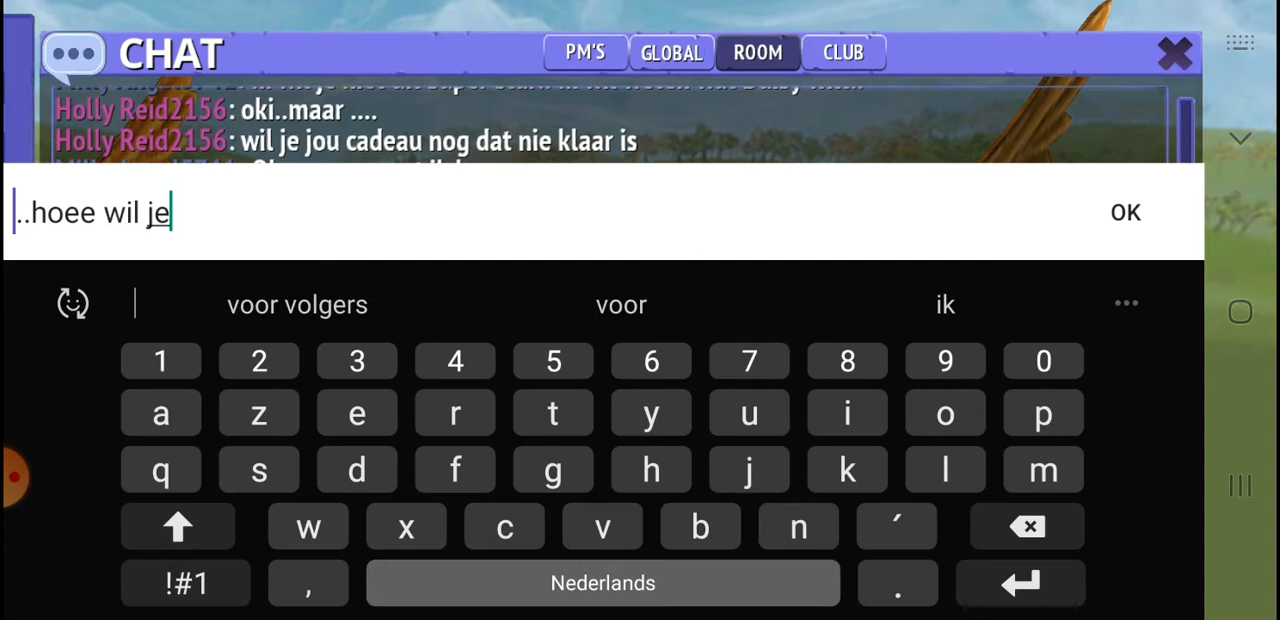 CHAT
PM'S GLOBAL ROOM CLUB
Holly Reid2156: oki..maar ....
Holly Reid2156: wil je jou cadeau nog dat nie klaar is
..hoee wil je OK
voor volgers voor ik
1 2 3 4 5 6 7 8 9 0
a z e r t y u i o p
q s d f g h j k l m
w x c v b n ´
!#1 , Nederlands .